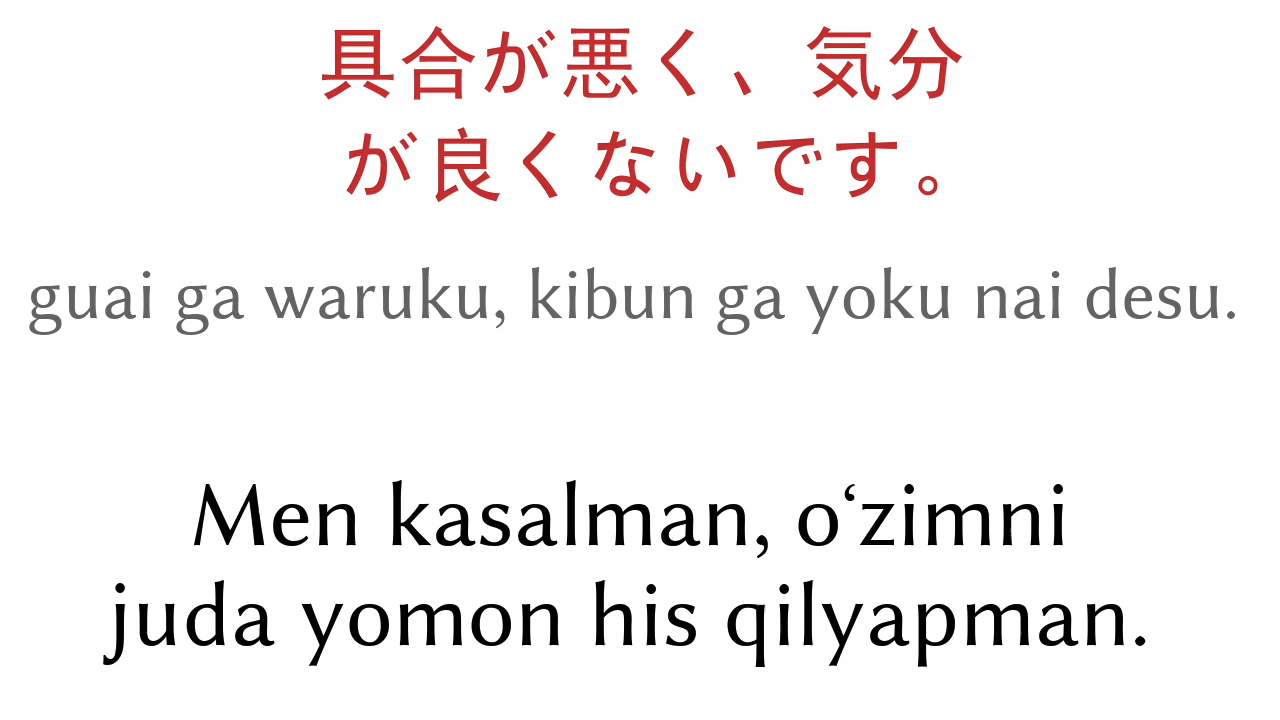 具合が悪く、気分
が良くないです。
guai ga waruku, kibun ga yoku nai desu.
Men kasalman, o‘zimni
juda yomon his qilyapman.